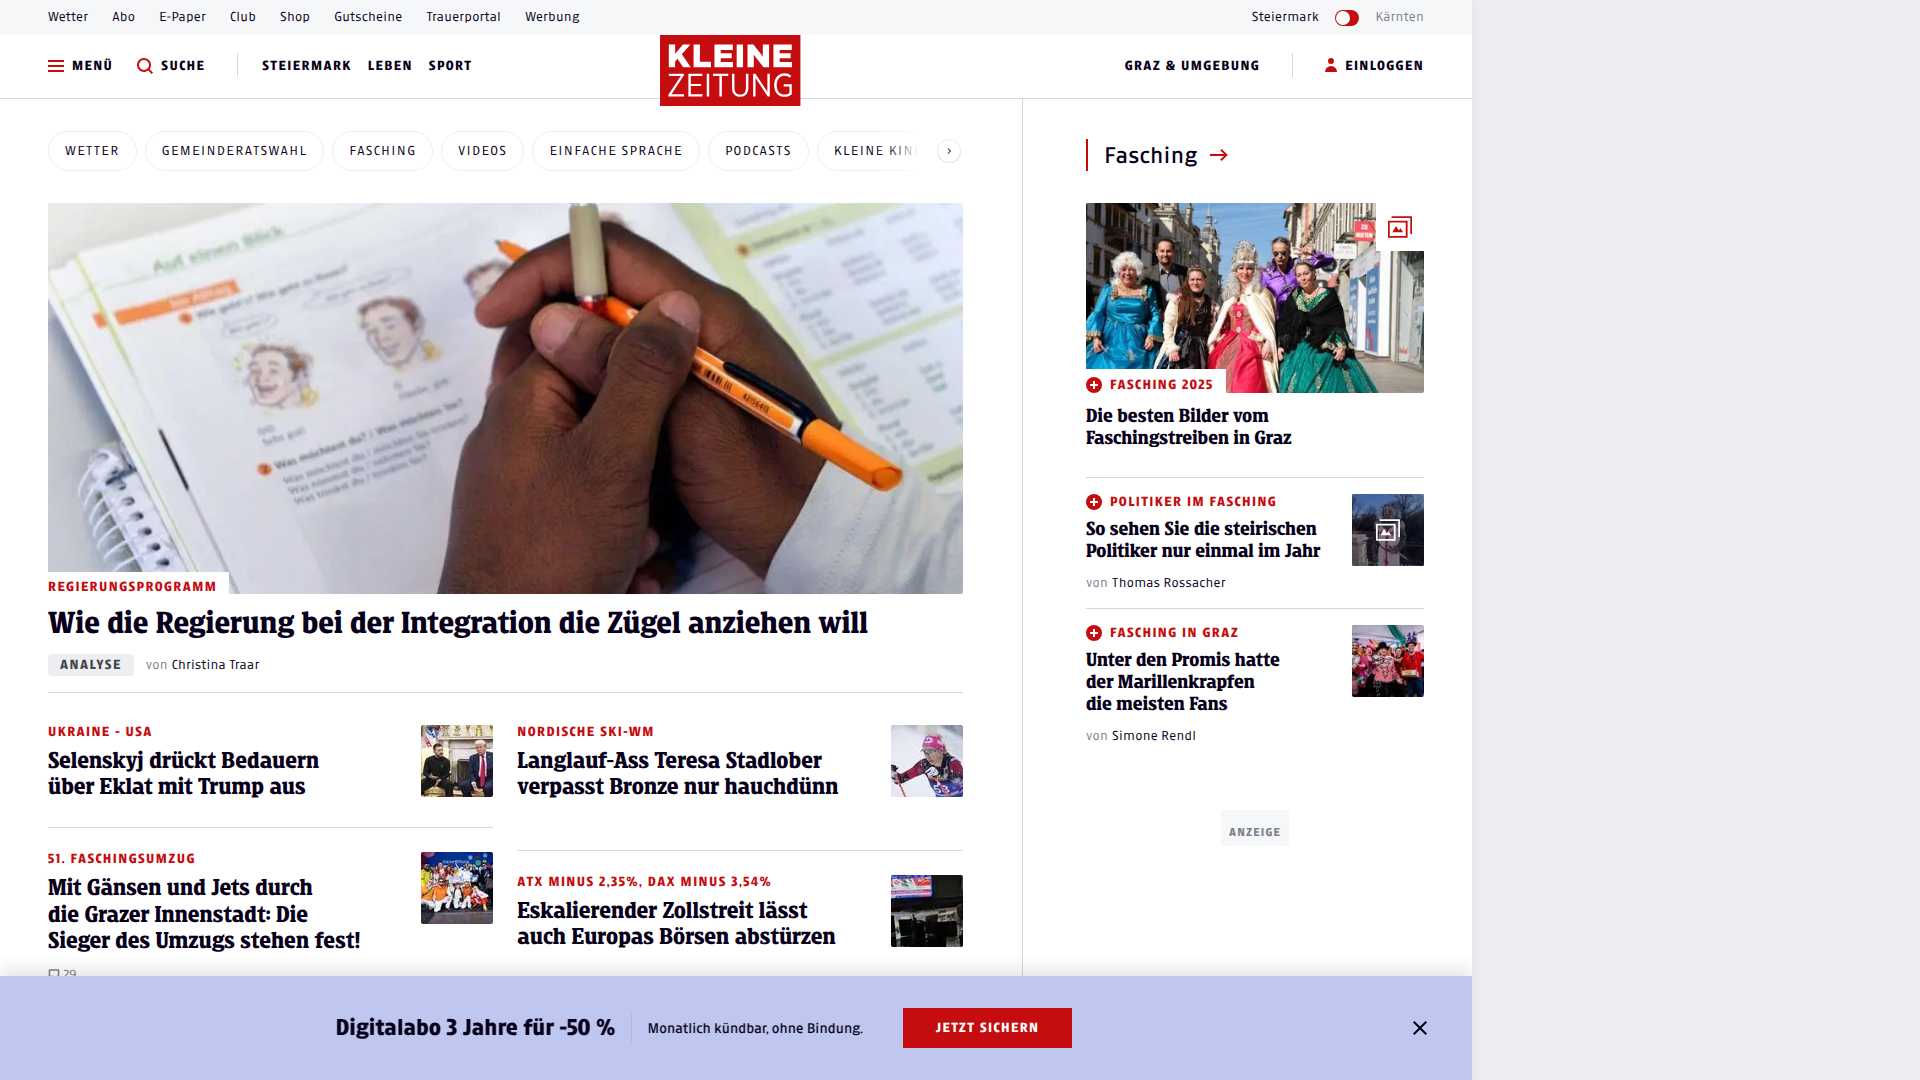 Wetter Abo E-Paper Club Shop Gutscheine Trauerportal Werbung Steiermark Kärnten
MENÜ SUCHE STEIERMARK LEBEN SPORT KLEINE ZEITUNG GRAZ & UMGEBUNG EINLOGGEN
WETTER GEMEINDERATSWAHL FASCHING VIDEOS EINFACHE SPRACHE PODCASTS KLEINE KIN
Auf einen Blick
REGIERUNGSPROGRAMM
Wie die Regierung bei der Integration die Zügel anziehen will
ANALYSE von Christina Traar
UKRAINE - USA
Selenskyj drückt Bedauern
über Eklat mit Trump aus
NORDISCHE SKI-WM
Langlauf-Ass Teresa Stadlober
verpasst Bronze nur hauchdünn
51. FASCHINGSUMZUG
Mit Gänsen und Jets durch
die Grazer Innenstadt: Die
Sieger des Umzugs stehen fest!
29
ATX MINUS 2,35%, DAX MINUS 3,54%
Eskalierender Zollstreit lässt
auch Europas Börsen abstürzen
Fasching
FASCHING 2025
Die besten Bilder vom
Faschingstreiben in Graz
POLITIKER IM FASCHING
So sehen Sie die steirischen
Politiker nur einmal im Jahr
von Thomas Rossacher
FASCHING IN GRAZ
Unter den Promis hatte
der Marillenkrapfen
die meisten Fans
von Simone Rendl
ANZEIGE
Digitalabo 3 Jahre für -50 % Monatlich kündbar, ohne Bindung. JETZT SICHERN